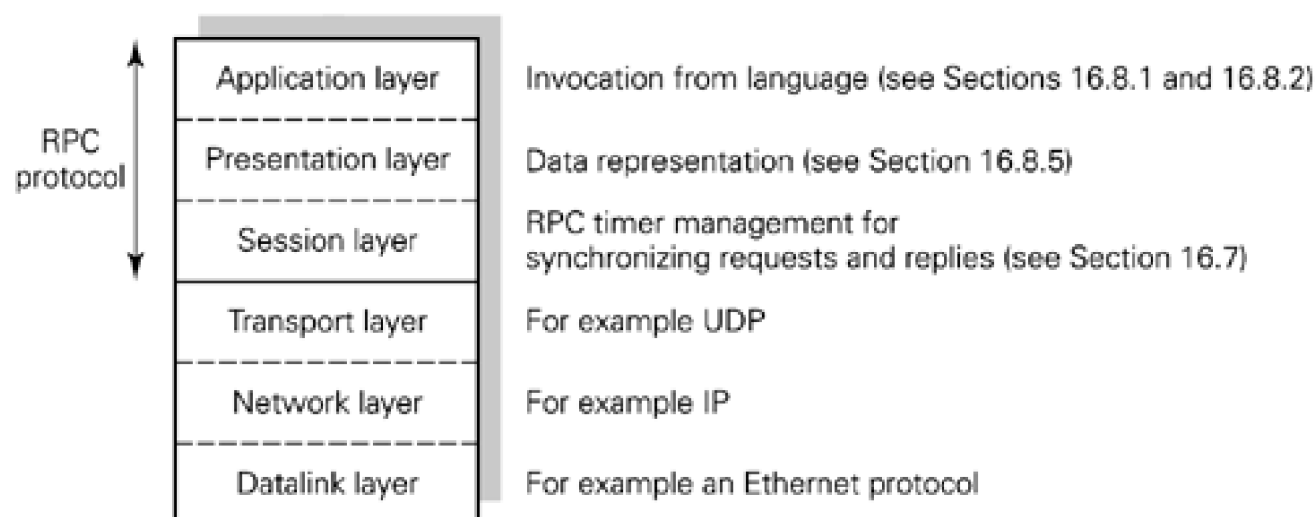 RPC
protocol
Application layer
Invocation from language (see Sections 16.8.1 and 16.8.2)
Presentation layer
Data representation (see Section 16.8.5)
Session layer
RPC timer management for
synchronizing requests and replies (see Section 16.7)
Transport layer
For example UDP
Network layer
For example IP
Datalink layer
For example an Ethernet protocol